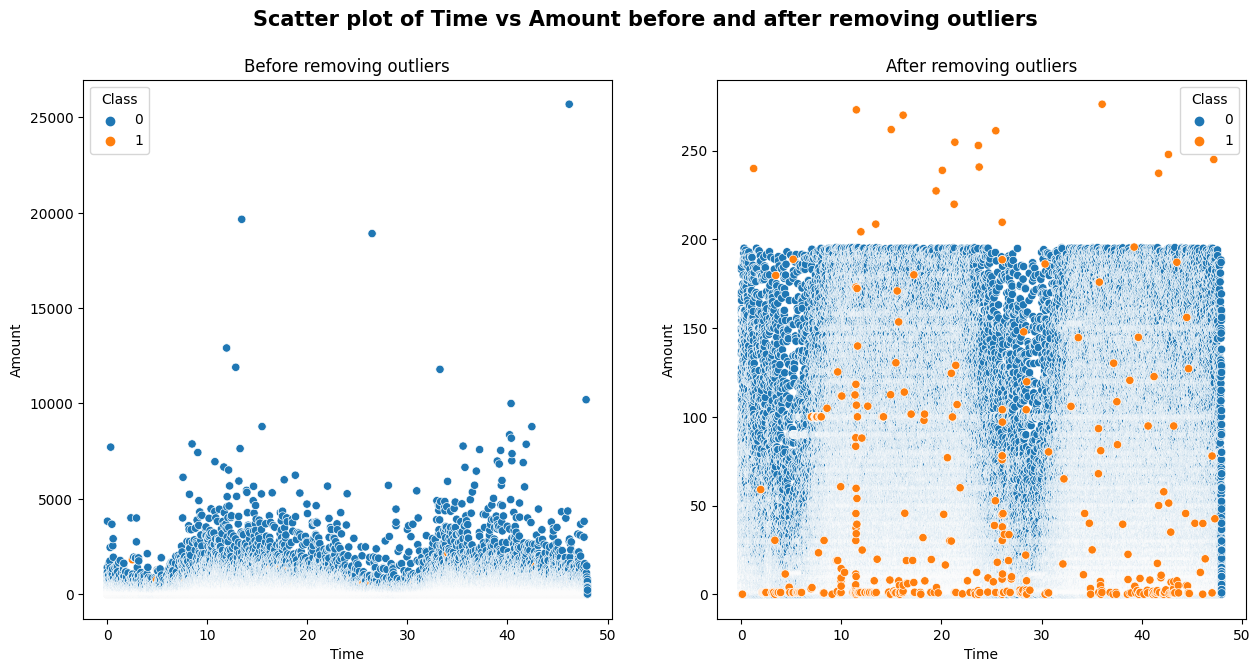 Scatter plot of Time vs Amount before and after removing outliers
Before removing outliers
Class
0
1
25000
20000
15000
10000
5000
0
Amount
0 10 20 30 40 50
Time
After removing outliers
Class
0
1
250
200
150
100
50
0
Amount
0 10 20 30 40 50
Time